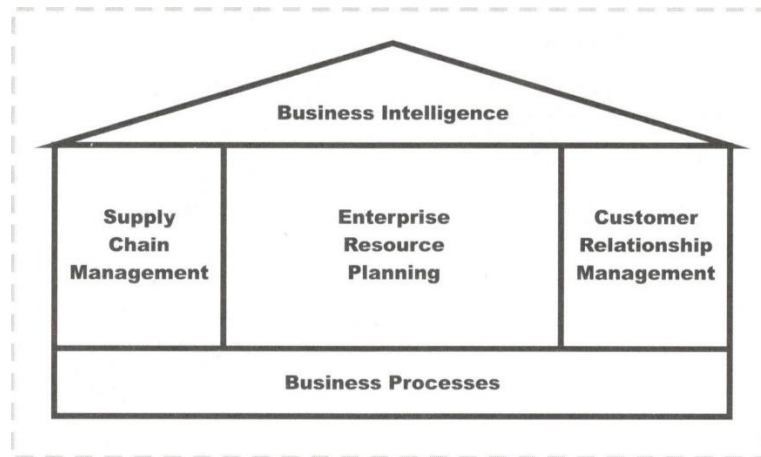 Business Intelligence
Supply
Chain
Management
Enterprise
Resource
Planning
Customer
Relationship
Management
Business Processes